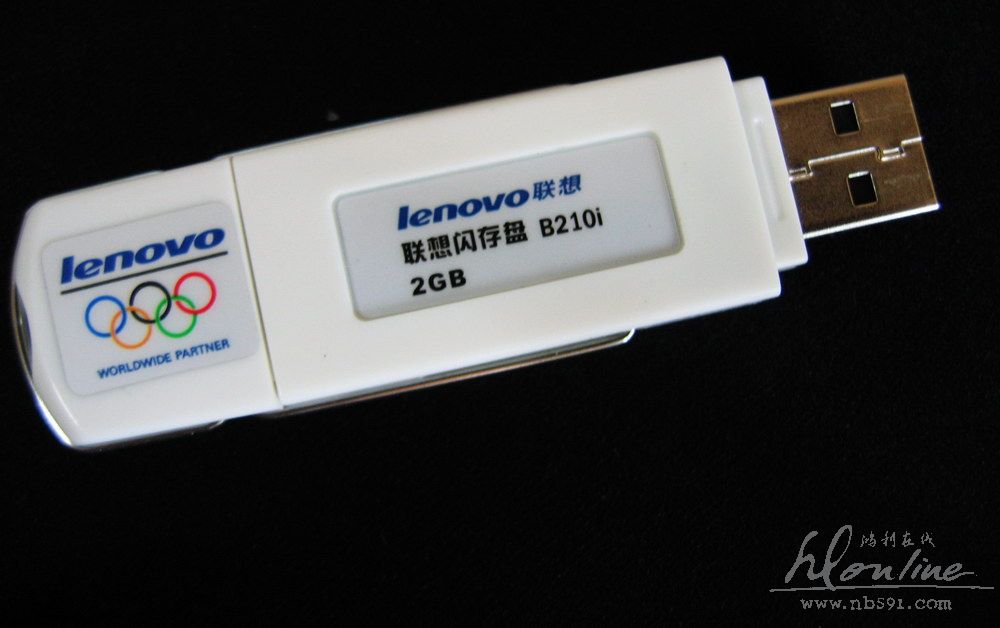 lenovo
WORLDWIDE PARTNER
lenovo联想
联想闪存盘 B210i
2GB
鸿利在线
hlonline
www.nb591.com